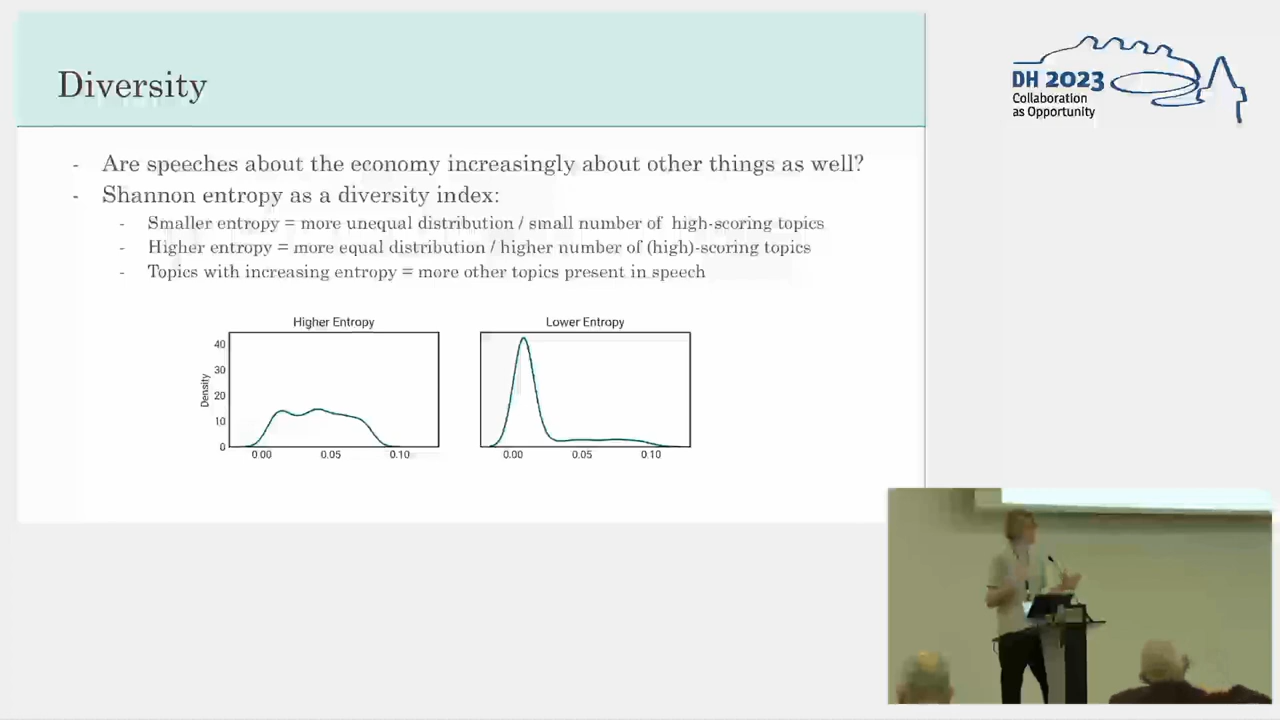 Diversity
DH 2023
Collaboration
as Opportunity
- Are speeches about the economy increasingly about other things as well?
- Shannon entropy as a diversity index:
- Smaller entropy = more unequal distribution / small number of high-scoring topics
- Higher entropy = more equal distribution / higher number of (high)-scoring topics
- Topics with increasing entropy = more other topics present in speech
Higher Entropy
Lower Entropy
Density
40
30
20
10
0
0.00 0.05 0.10
0.00 0.05 0.10